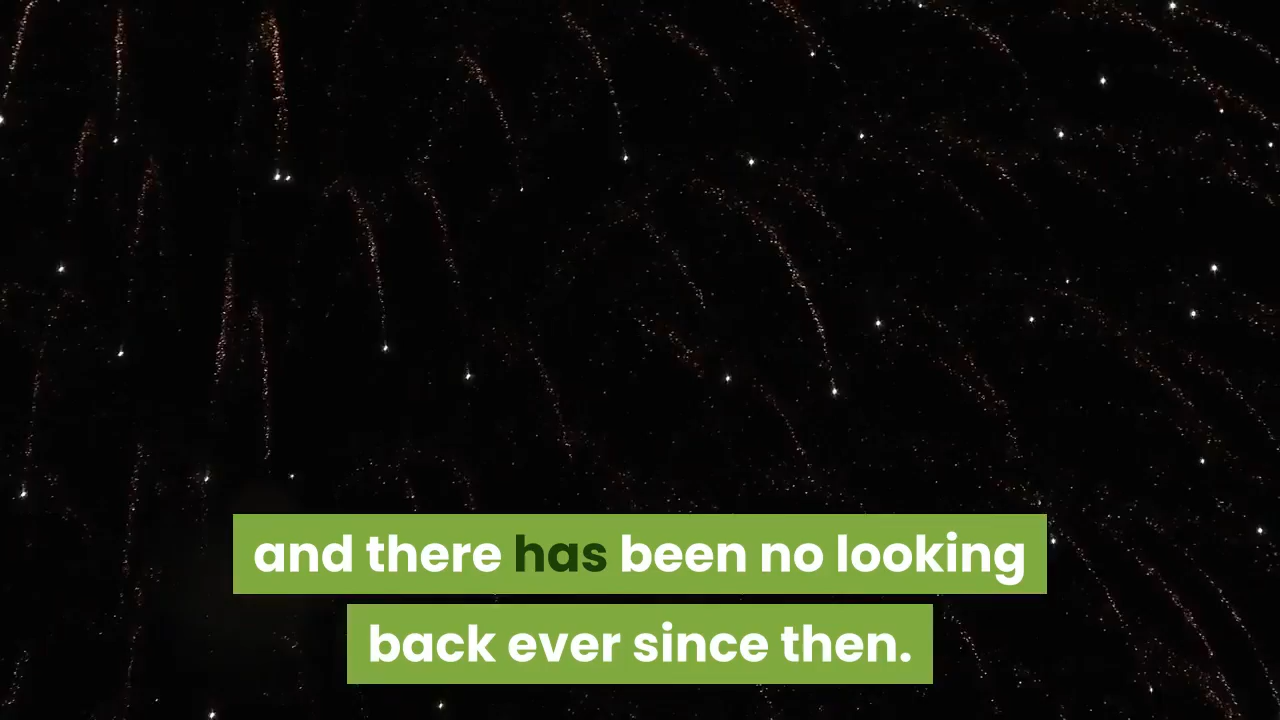 and there has been no looking
back ever since then.